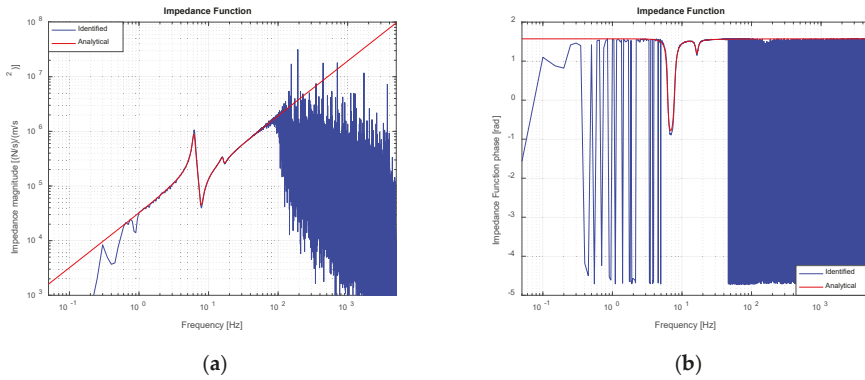 Impedance Function
Identified
Analytical
Impedance magnitude [(Ns)/(m/s
2)]
10 8
10 7
10 6
10 5
10 4
10 3
10 -1
10 0
10 1
10 2
10 3
Frequency [Hz]
(a)
Impedance Function
Impedance Function phase [rad]
2
1
0
-1
-2
-3
-4
-5
Identified
Analytical
10 -1
10 0
10 1
10 2
10 3
Frequency [Hz]
(b)